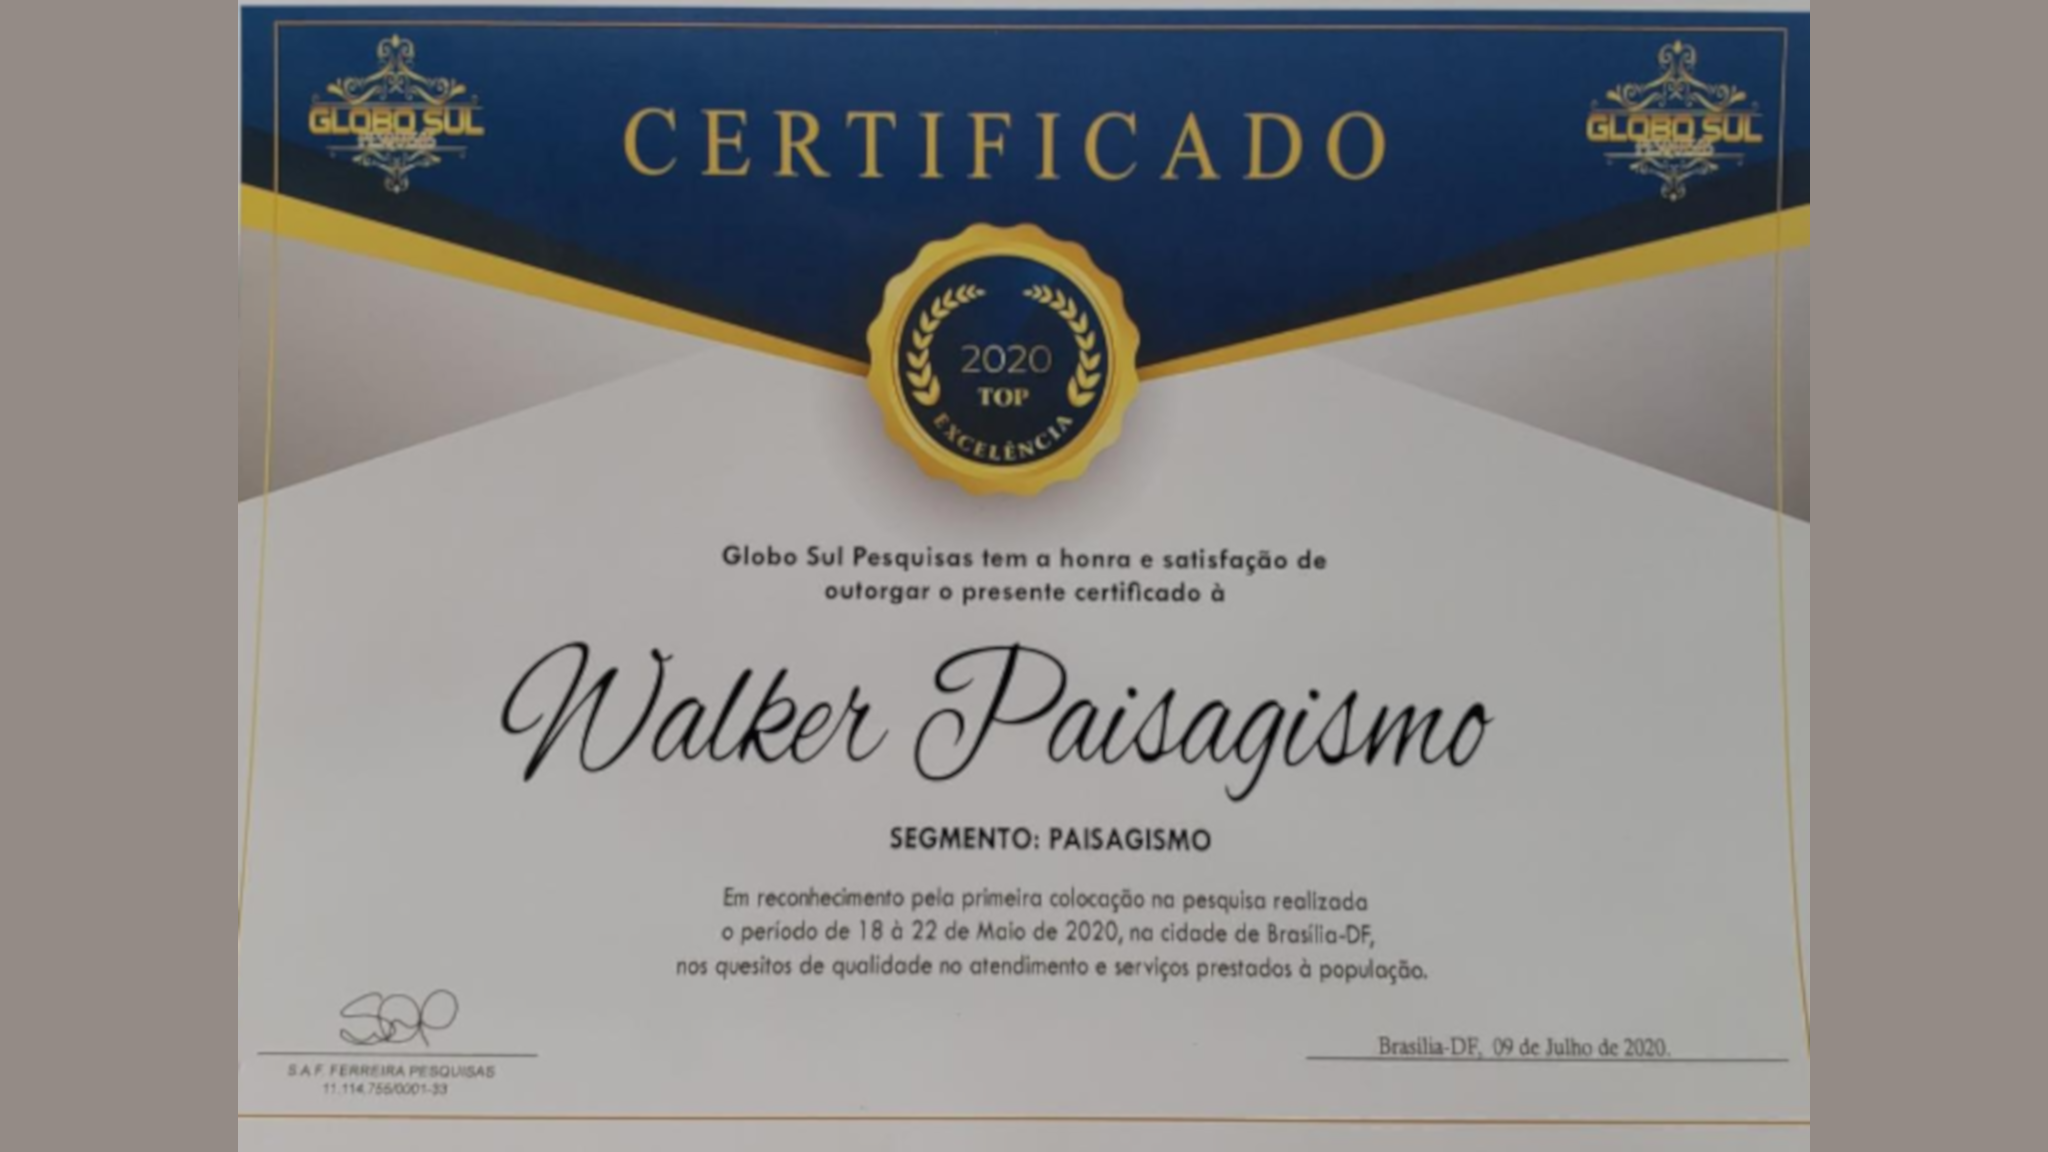 GLOBO SUL
PESQUISAS
CERTIFICADO
GLOBO SUL
PESQUISAS
2020
TOP
EXCELÊNCIA
Globo Sul Pesquisas tem a honra e satisfação de
outorgar o presente certificado à
Walker Paisagismo
SEGMENTO: PAISAGISMO
Em reconhecimento pela primeira colocação na pesquisa realizada
o período de 18 à 22 de Maio de 2020, na cidade de Brasília-DF,
nos quesitos de qualidade no atendimento e serviços prestados à população.
Brasília-DF, 09 de Julho de 2020.
S A F. FERREIRA PESQUISAS
11.114.755/0001-33